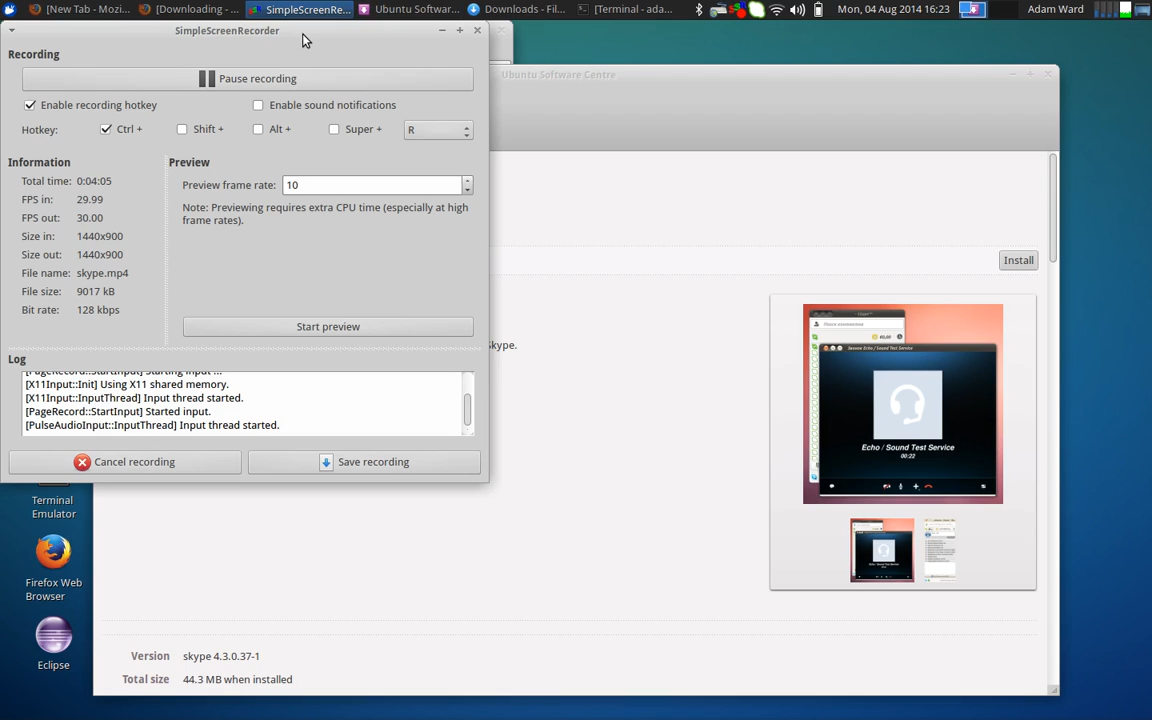 [New Tab - Mozi...
[Downloading - ...
SimpleScreenRe...
Ubuntu Softwar...
Downloads - Fil...
[Terminal - ada...
Mon, 04 Aug 2014 16:23
Adam Ward
SimpleScreenRecorder
Recording
Pause recording
Enable recording hotkey
Enable sound notifications
Hotkey: Ctrl + Shift + Alt + Super + R
Information
Total time: 0:04:05
FPS in: 29.99
FPS out: 30.00
Size in: 1440x900
Size out: 1440x900
File name: skype.mp4
File size: 9017 kB
Bit rate: 128 kbps
Preview
Preview frame rate: 10
Note: Previewing requires extra CPU time (especially at high
frame rates).
Start preview
Log
[PageRecord::StartInput] Starting input ...
[X11Input::Init] Using X11 shared memory.
[X11Input::InputThread] Input thread started.
[PageRecord::StartInput] Started input.
[PulseAudioInput::InputThread] Input thread started.
Cancel recording
Save recording
Ubuntu Software Centre
Install
skype.
Echo / Sound Test Service
00:22
Version skype 4.3.0.37-1
Total size 44.3 MB when installed
Terminal
Emulator
Firefox Web
Browser
Eclipse